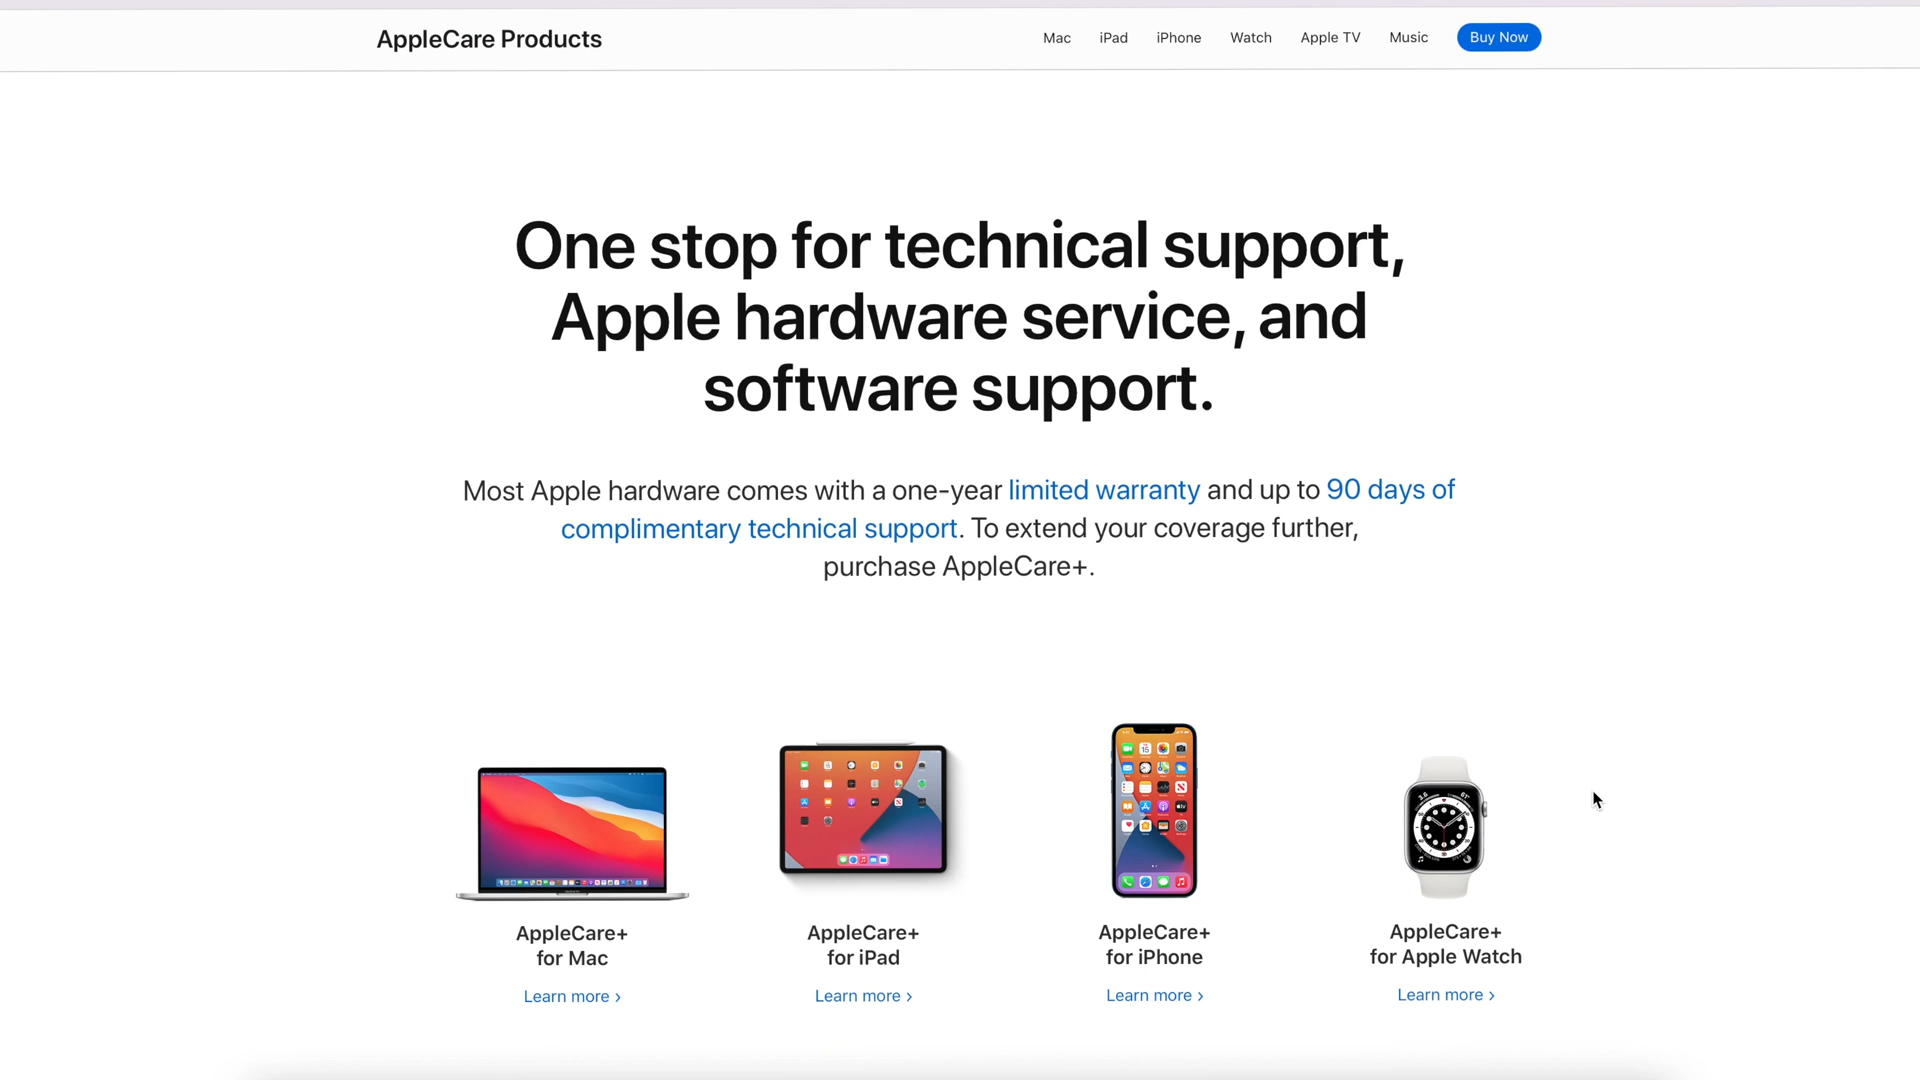 AppleCare Products
Mac iPad iPhone Watch Apple TV Music Buy Now
One stop for technical support,
Apple hardware service, and
software support.
Most Apple hardware comes with a one-year limited warranty and up to 90 days of
complimentary technical support. To extend your coverage further,
purchase AppleCare+.
AppleCare+
for Mac
Learn more ›
AppleCare+
for iPad
Learn more ›
AppleCare+
for iPhone
Learn more ›
AppleCare+
for Apple Watch
Learn more ›